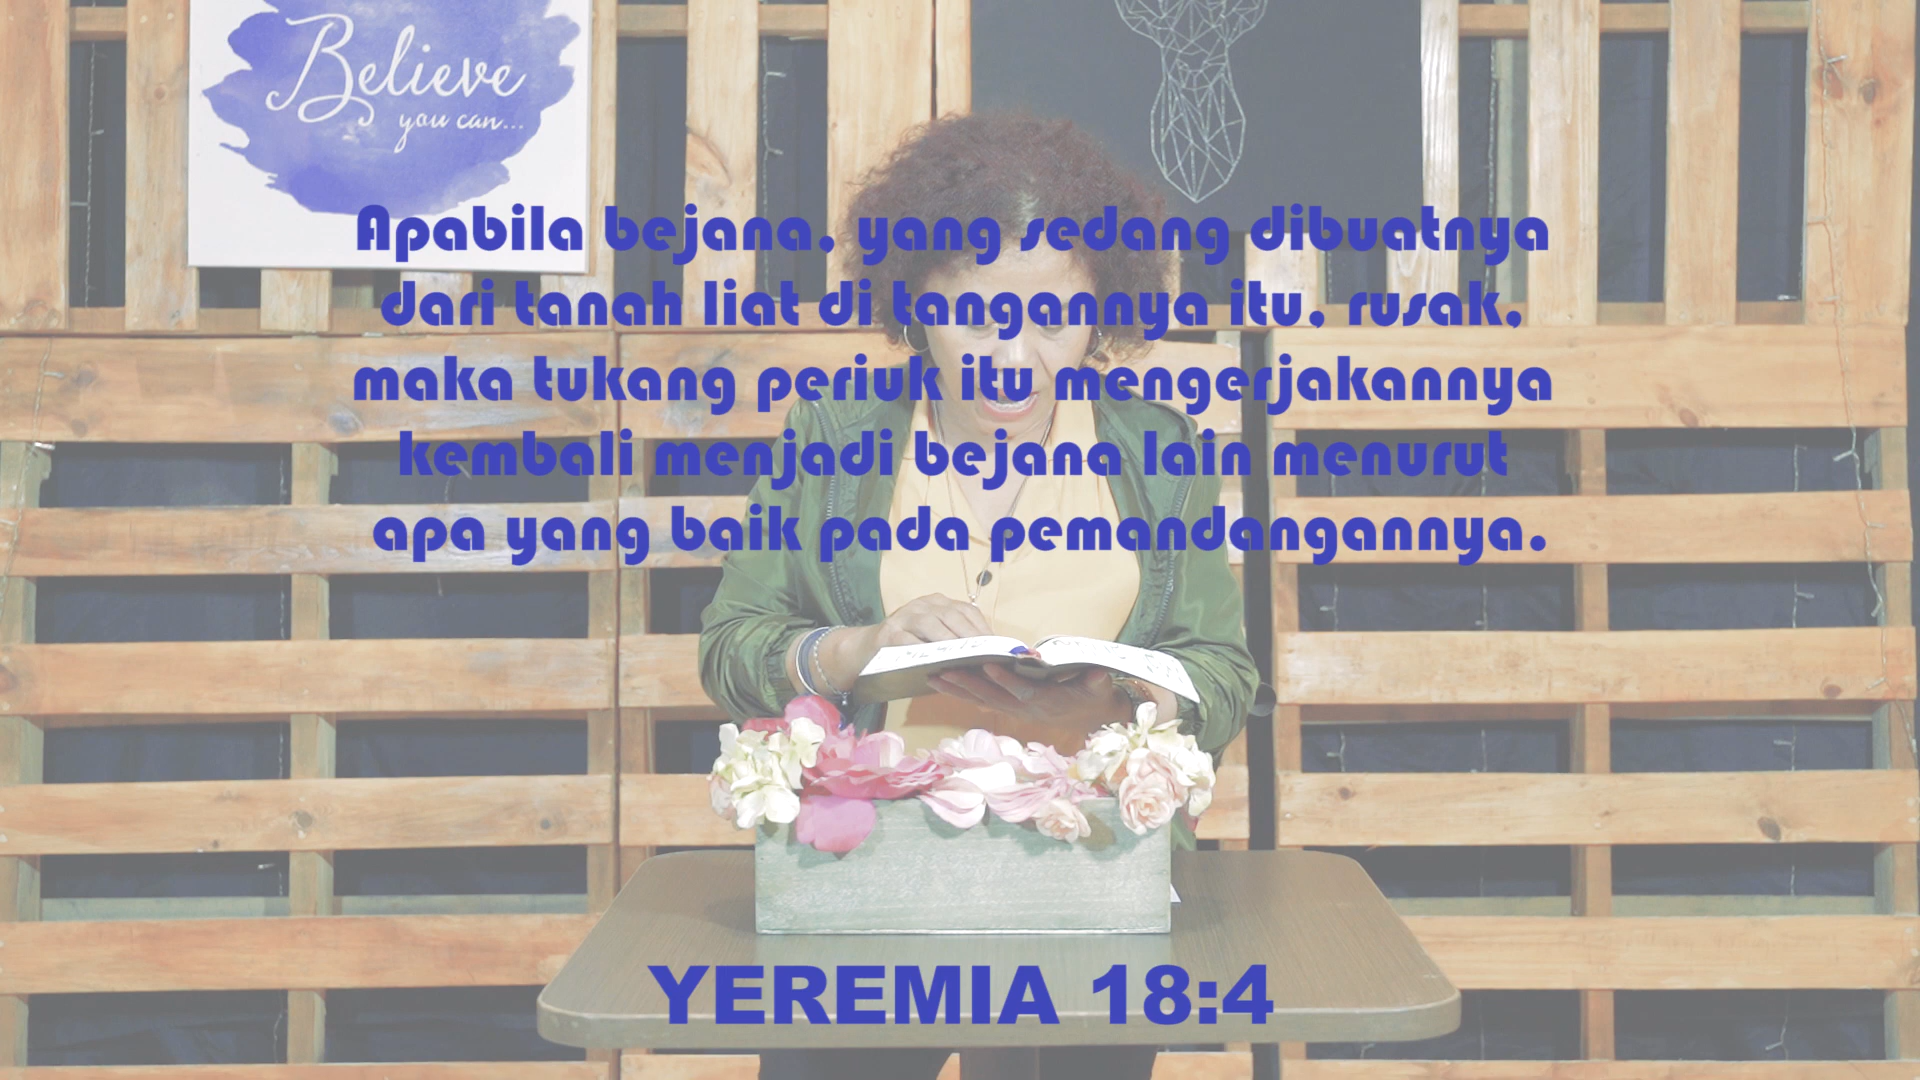 Believe
you can...
Apabila bejana, yang sedang dibuatnya
dari tanah liat di tangannya itu, rusak,
maka tukang periuk itu mengerjakannya
kembali menjadi bejana lain menurut
apa yang baik pada pemandangannya.
YEREMIA 18:4